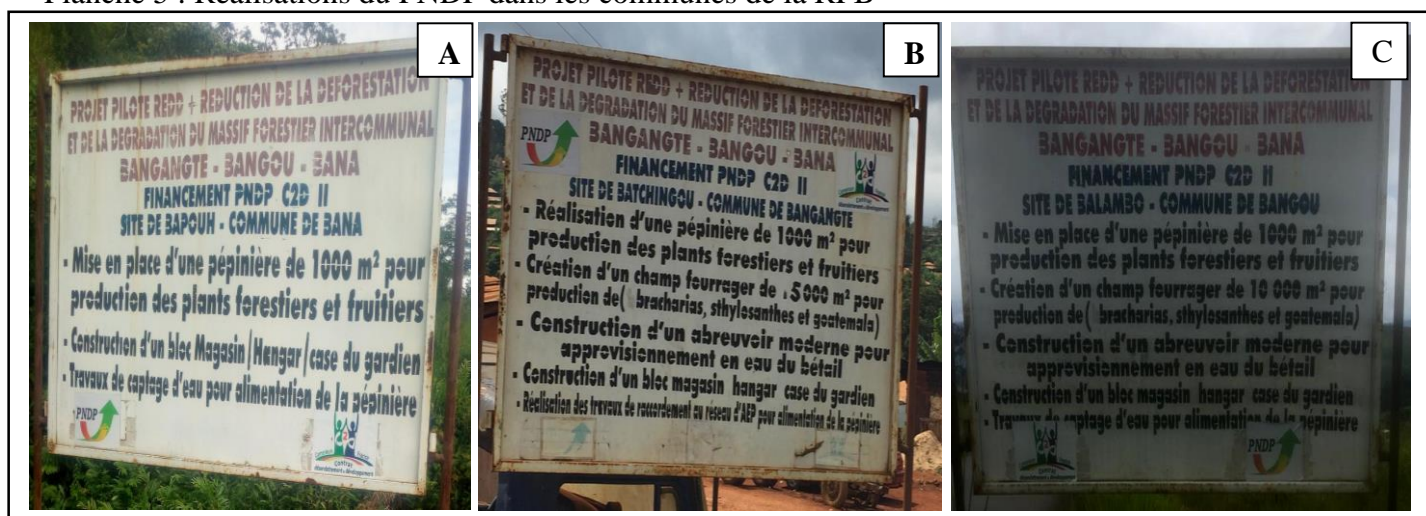 Planche : Réalisations du PNDP dans les communes de la
A
PROJET PILOTE REDD + REDUCTION DE LA DEFORESTATION
ET DE LA DEGRADATION DU MASSIF FORESTIER INTERCOMMUNAL
BANGANGTE - BANGOU - BANA
FINANCEMENT PNDP C2D II
SITE DE BAPOUH - COMMUNE DE BANA
- Mise en place d'une pépinière de 1000 m² pour
production des plants forestiers et fruitiers
- Construction d'un bloc Magasin/Hangar/case du gardien
- Travaux de captage d'eau pour alimentation de la pépinière
PNDP
B
PROJET PILOTE REDD + REDUCTION DE LA DEFORESTATION
ET DE LA DEGRADATION DU MASSIF FORESTIER INTERCOMMUNAL
BANGANGTE - BANGOU - BANA
PNDP
FINANCEMENT PNDP C2D II
SITE DE BATCHINGOU - COMMUNE DE BANGANGTE
- Réalisation d'une pépinière de 1000 m² pour
production des plants forestiers et fruitiers
- Création d'un champ fourrager de 5000 m² pour
production de( bracharias, sthylosanthes et goatemala)
- Construction d'un abreuvoir moderne pour
approvisionnement en eau du bétail
- Construction d'un bloc magasin hangar case du gardien
- Réalisation des travaux de raccordement au réseau d'AEP pour alimentation de la pépinière
C
PROJET PILOTE REDD + REDUCTION DE LA DEFORESTATION
ET DE LA DEGRADATION DU MASSIF FORESTIER INTERCOMMUNAL
BANGANGTE - BANGOU - BANA
FINANCEMENT PNDP C2D II
SITE DE BALAMBO - COMMUNE DE BANGOU
- Mise en place d'une pépinière de 1000 m² pour
production des plants forestiers et fruitiers
- Création d'un champ fourrager de 10 000 m² pour
production de( bracharias, sthylosanthes et goatemala)
- Construction d'un abreuvoir moderne pour
approvisionnement en eau du bétail
- Construction d'un bloc magasin hangar case du gardien
- Travaux de captage d'eau pour alimentation de la pépinière
PNDP